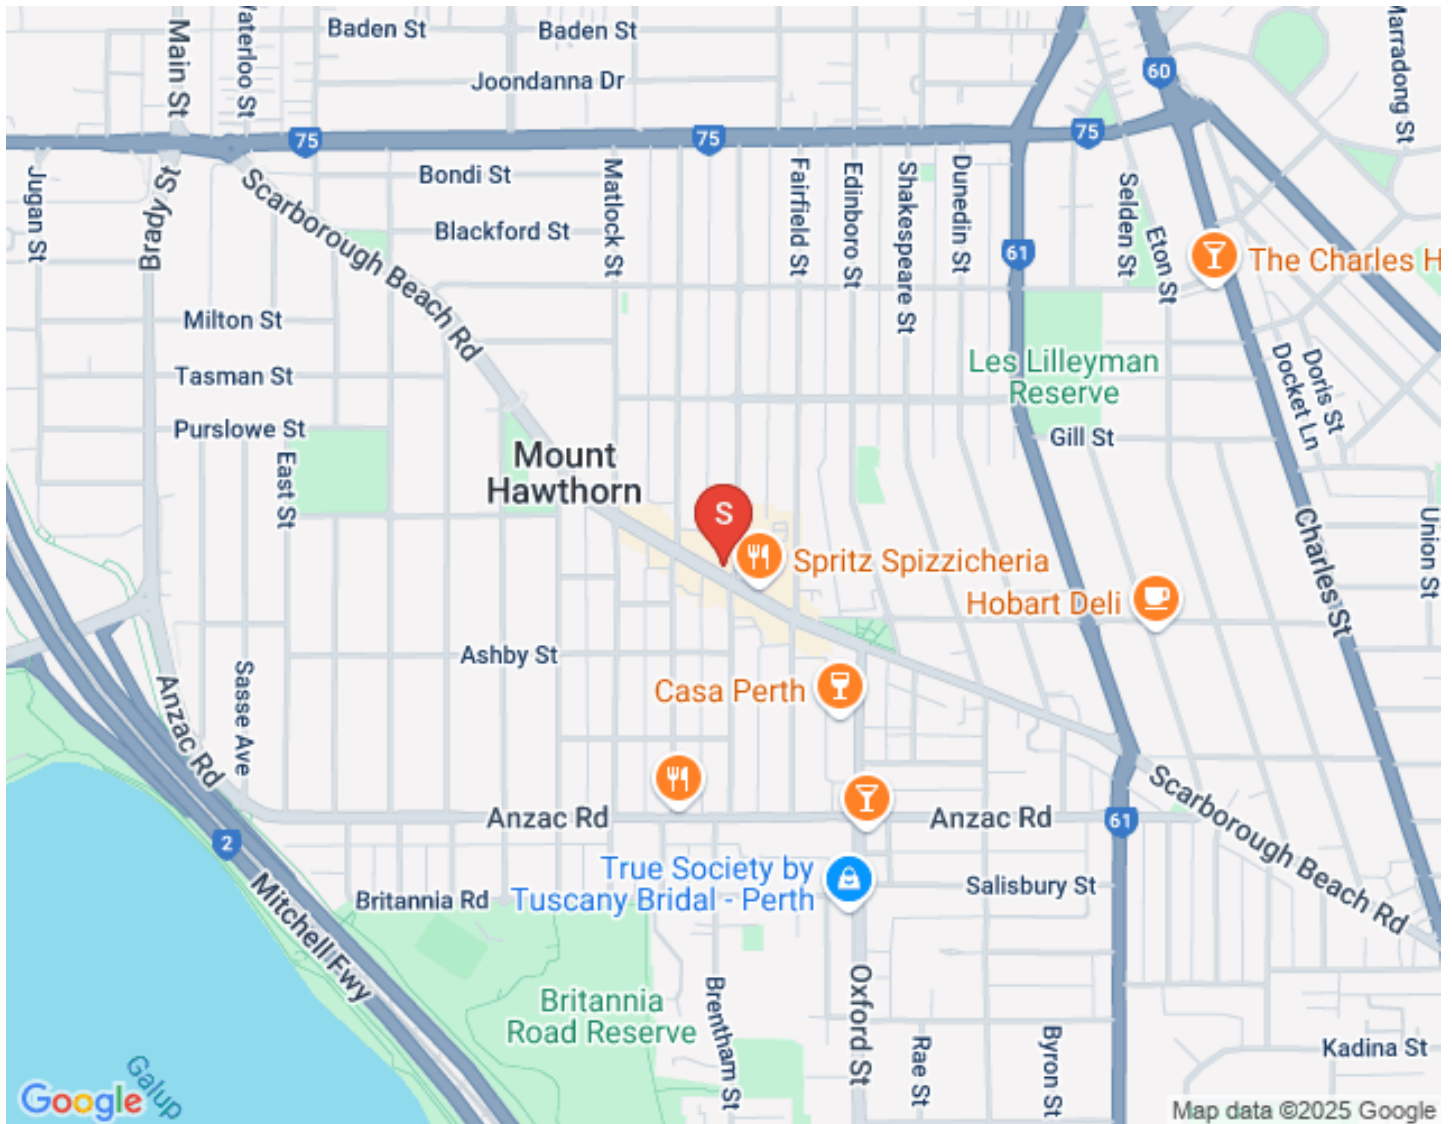 Baden St
Baden St
Main St
Waterloo St
Joondanna Dr
60
Marradong St
75
75
75
Jugan St
Bredy St
Scarborough Beach Rd
Bondi St
Blackford St
Matlock St
Fairfield St
Edinboro St
Shakespeare St
Dunedin St
61
Selden St
Eton St
The Charles H
Milton St
Tasman St
Purslowe St
East St
Les Lilleyman
Reserve
Gill St
Doris St
Docket Ln
Mount
Hawthorn
S
Spritz Spizzicheria
Hobart Deli
Charles St
Union St
Ashby St
Casa Perth
Sasse Ave
Anzac Rd
Anzac Rd
Anzac Rd
61
Scarborough Beach Rd
2
Mitchell Fwy
True Society by
Tuscany Bridal - Perth
Salisbury St
Britannia Rd
Britannia
Road Reserve
Brentham St
Oxford St
Rae St
Byron St
Kadina St
Galup
Google
Map data ©2025 Google